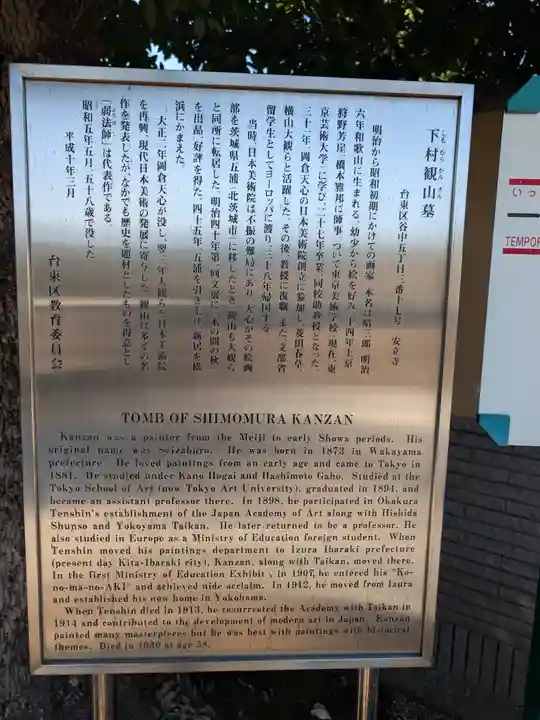 しもむらかんざん
下村観山墓
台東区谷中五丁目三番十七号 安立寺
明治から昭和初期にかけての画家。本名は晴三郎。明治
六年和歌山に生まれる。幼少から絵を好み、十四年上京
狩野芳崖、橋本雅邦に師事、ついで東京美術学校(現在、東
京芸術大学)に学び、二十七年卒業、同校助教授となった。
三十一年、岡倉天心の日本美術院創立に参加し、菱田春草、
横山大観らと活躍した。その後、教授に復職、また、文部省
留学生としてヨーロッパに渡り三十八年帰国する。
当時、日本美術院は不振の難局にあり、天心がその絵画
部を茨城県五浦(北茨城市)に移したとき、観山も大観ら
と同所に転居した。明治四十年、第一回文展に「木の間の秋」
を出品、好評を得た。四十五年、五浦を引き上げ、新居を横
浜にかまえた。
大正二年岡倉天心が没し、翌三年大観らと日本美術院
を再興、現代日本美術の発展に寄与した。観山は多くの名
作を発表したが、なかでも歴史を題材としたものを得意とし、
「弱法師」は代表作である。
昭和五年五月、五十八歳で没した。
平成十年三月
台東区教育委員会
TOMB OF SHIMOMURA KANZAN
Kanzan was a painter from the Meiji to early Showa periods. His
original name was Seizaburo. He was born in 1873 in Wakayama
prefecture. He loved paintings from an early age and came to Tokyo in
1881. He studied under Kano Hogai and Hashimoto Gaho. Studied at the
Tokyo School of Art (now Tokyo Art University), graduated in 1894, and
became an assistant professor there. In 1898, he participated in Okakura
Tenshin's establishment of the Japan Academy of Art along with Hishida
Shunso and Yokoyama Taikan. He later returned to be a professor. He
also studied in Europe as a Ministry of Education foreign student. When
Tenshin moved his paintings department to Izura Ibaraki prefecture
(present day Kita-Ibaraki city), Kanzan, along with Taikan, moved there.
In the first Ministry of Education Exhibit, in 1907, he entered his "Ko-
no-ma-no-AKI" and achieved wide acclaim. In 1912, he moved from Izura
and established his new home in Yokohama.
When Tenshin died in 1913, he resurrected the Academy with Taikan in
1914 and contributed to the development of modern art in Japan. Kanzan
painted many masterpieces but he was best with paintings with historical
themes. Died in 1930 at age 58.
いっ
TEMPOR